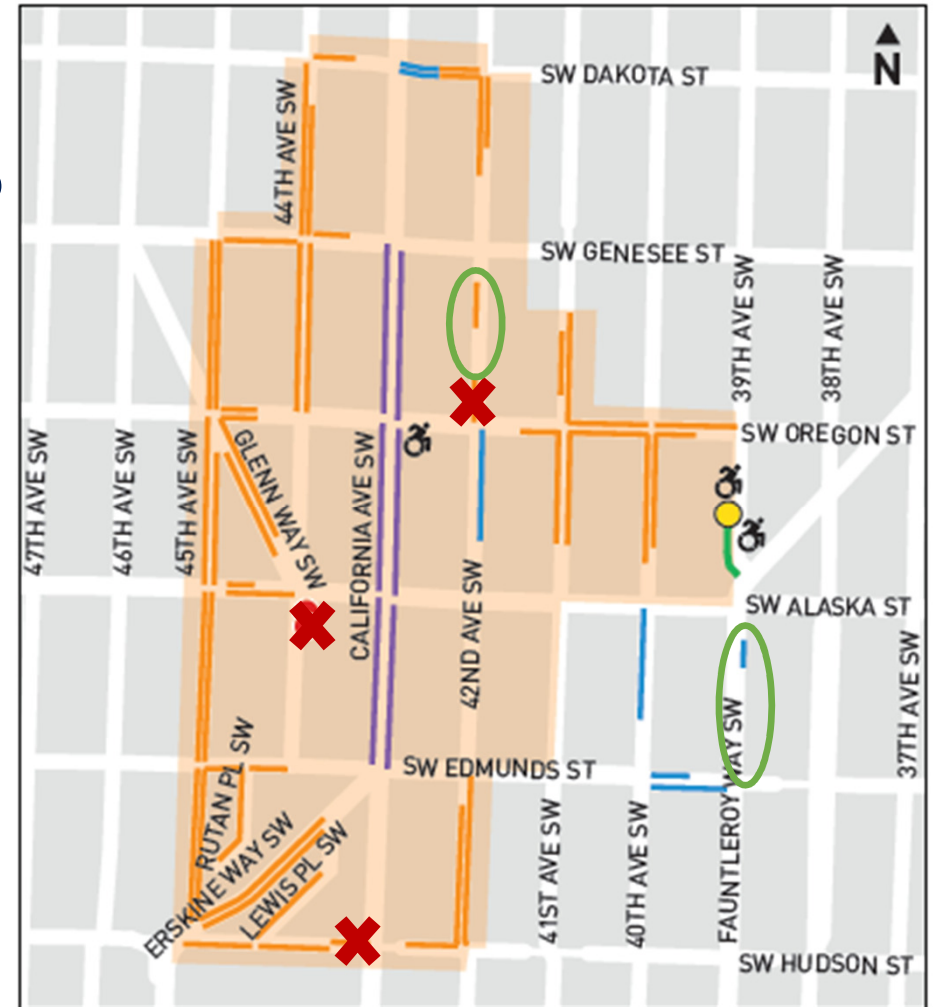 N
SW DAKOTA ST
44TH AVE SW
SW GENESEE ST
39TH AVE SW
38TH AVE SW
SW OREGON ST
47TH AVE SW
46TH AVE SW
45TH AVE SW
GLENN WAY SW
CALIFORNIA AVE SW
42ND AVE SW
SW ALASKA ST
37TH AVE SW
RUTAN PL SW
SW EDMUNDS ST
ERSKINE WAY SW
LEWIS PL SW
41ST AVE SW
40TH AVE SW
FAUNTLEROY WAY SW
SW HUDSON ST